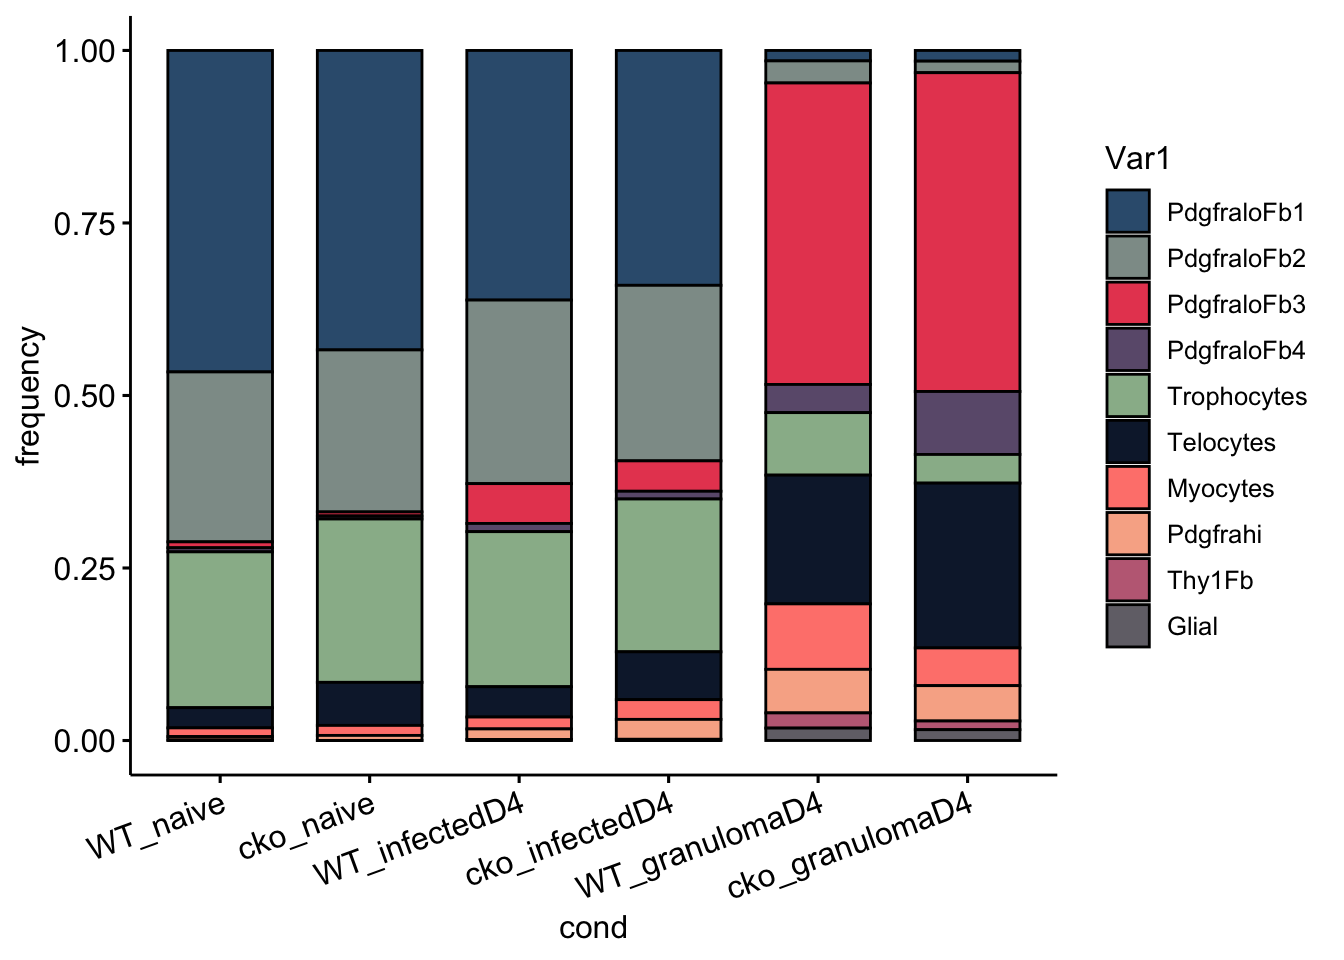 1.00
0.75
0.50
0.25
0.00
frequency
WT_naive
cko_naive
WT_infectedD4
cko_infectedD4
WT_granulomaD4
cko_granulomaD4
cond
Var1
PdgfraloFb1
PdgfraloFb2
PdgfraloFb3
PdgfraloFb4
Trophocytes
Telocytes
Myocytes
Pdgfrahi
Thy1Fb
Glial